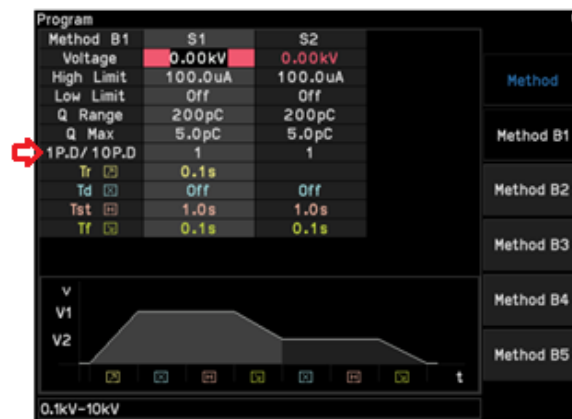 Program
Method B1 S1 S2
Voltage 0.00kV 0.00kV
High Limit 100.0uA 100.0uA
Low Limit Off Off
Q Range 200pC 200pC
Q Max 5.0pC 5.0pC
1P.D/10P.D 1 1
Tr 0.1s
Td Off Off
Tst 1.0s 1.0s
Tf 0.1s 0.1s
V
V1
V2
t
0.1kV-10kV
Method
Method B1
Method B2
Method B3
Method B4
Method B5